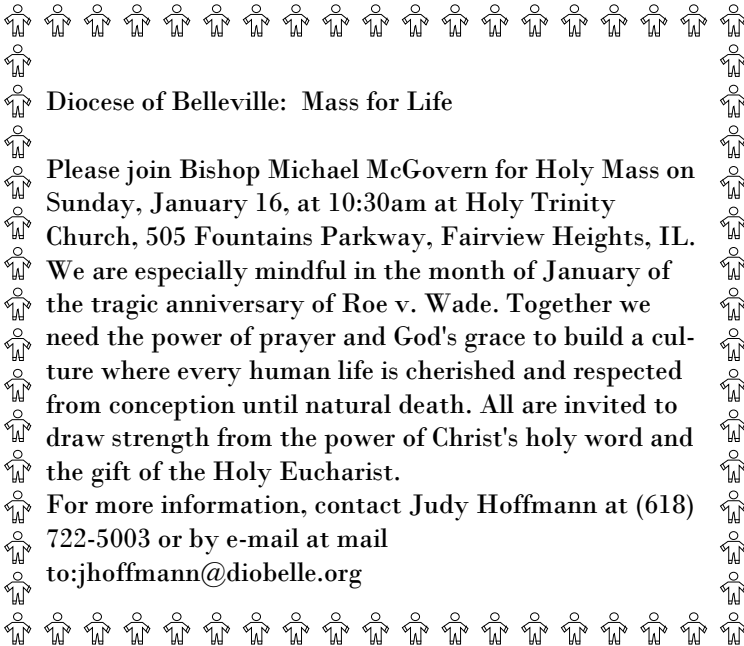 Diocese of Belleville:  Mass for Life
Please join Bishop Michael McGovern for Holy Mass on
Sunday, January 16, at 10:30am at Holy Trinity
Church, 505 Fountains Parkway, Fairview Heights, IL.
We are especially mindful in the month of January of
the tragic anniversary of Roe v. Wade. Together we
need the power of prayer and God's grace to build a cul-
ture where every human life is cherished and respected
from conception until natural death. All are invited to
draw strength from the power of Christ's holy word and
the gift of the Holy Eucharist.
For more information, contact Judy Hoffmann at (618)
722-5003 or by e-mail at mail
to:jhoffmann@diobelle.org